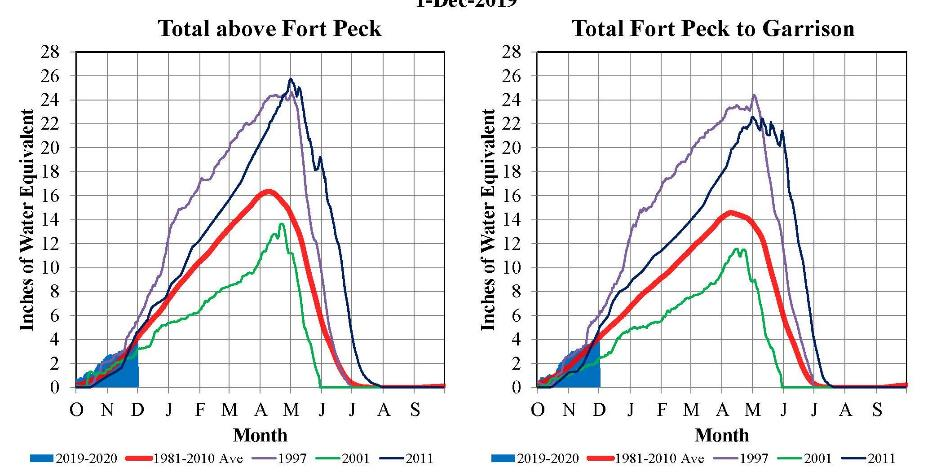 1-Dec-2019
Total above Fort Peck
28
26
24
22
20
18
16
14
12
10
8
6
4
2
0
Inches of Water Equivalent
O N D J F M A M J J A S
Month
2019-2020 1981-2010 Ave 1997 2001 2011
Total Fort Peck to Garrison
28
26
24
22
20
18
16
14
12
10
8
6
4
2
0
Inches of Water Equivalent
O N D J F M A M J J A S
Month
2019-2020 1981-2010 Ave 1997 2001 2011